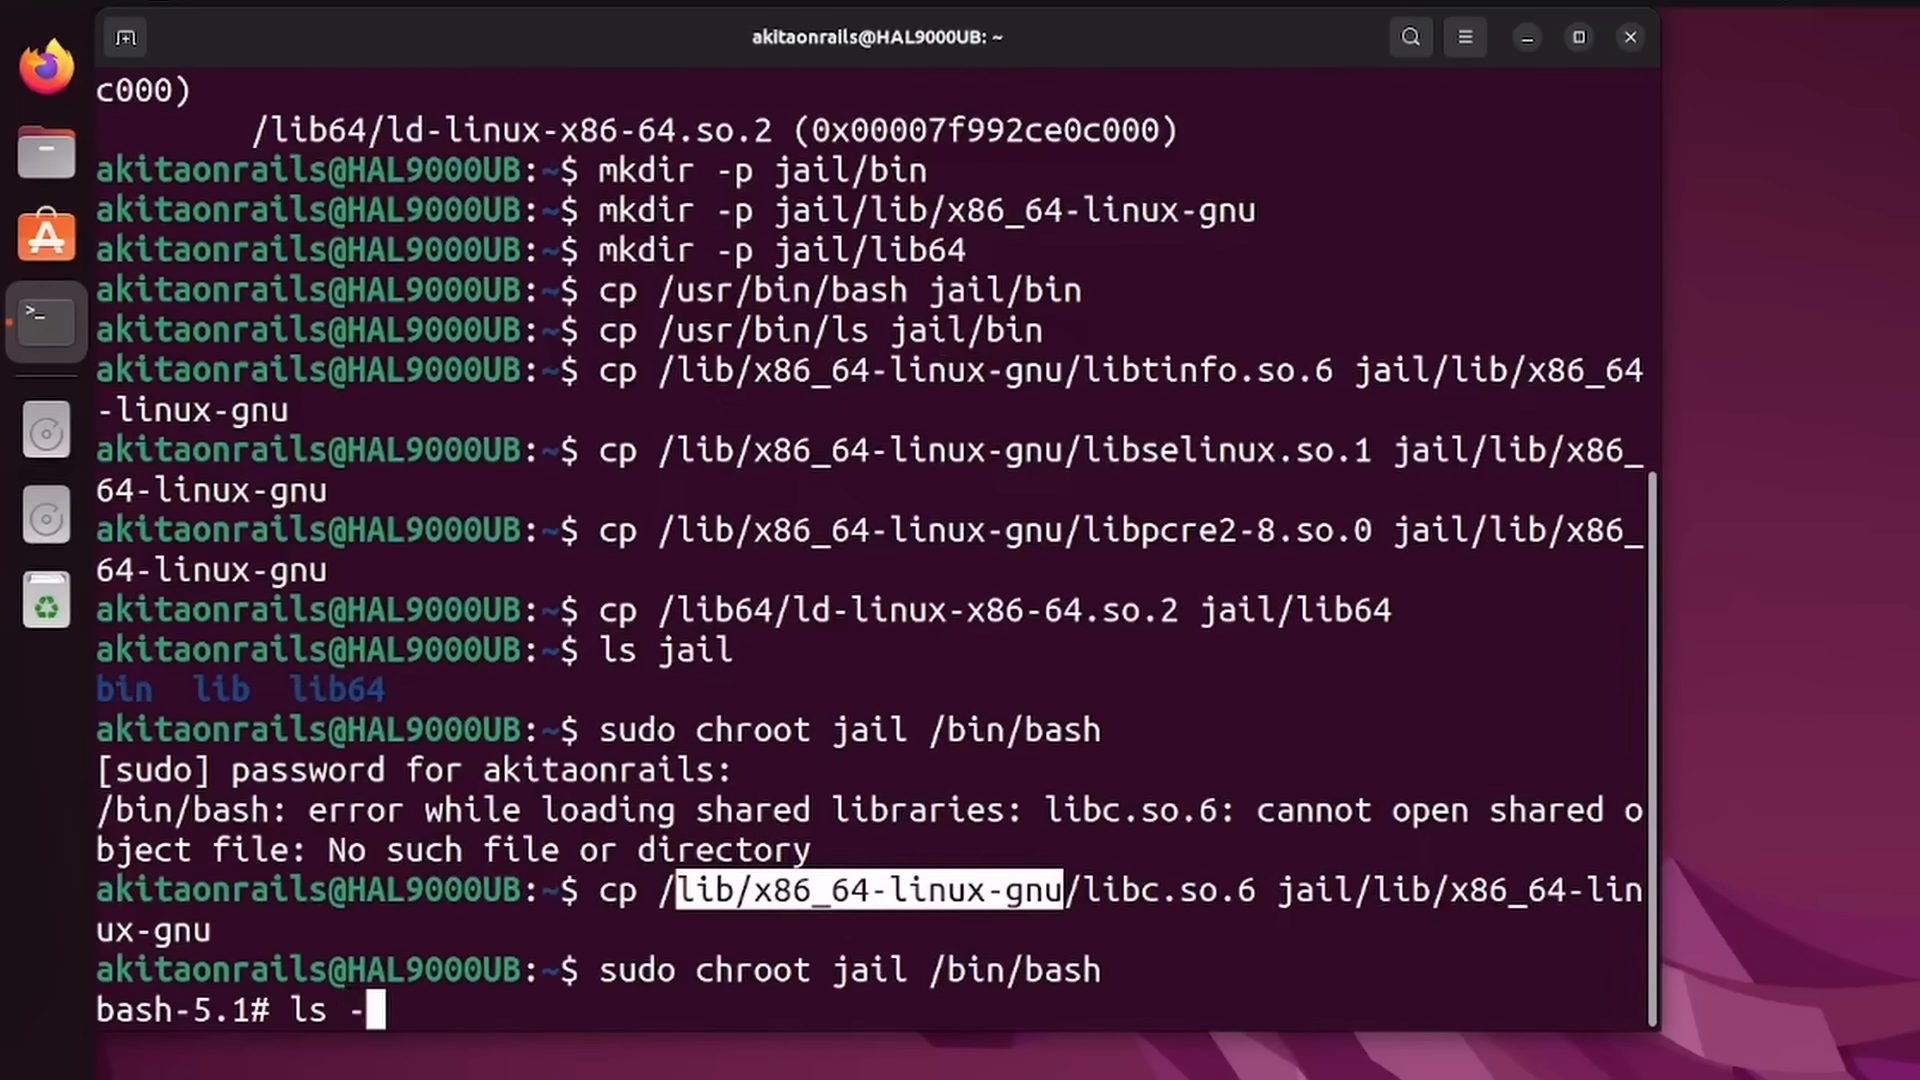 akitaonrails@HAL9000UB: ~
c000)
/lib64/ld-linux-x86-64.so.2 (0x00007f992ce0c000)
akitaonrails@HAL9000UB:~$ mkdir -p jail/bin
akitaonrails@HAL9000UB:~$ mkdir -p jail/lib/x86_64-linux-gnu
akitaonrails@HAL9000UB:~$ mkdir -p jail/lib64
akitaonrails@HAL9000UB:~$ cp /usr/bin/bash jail/bin
akitaonrails@HAL9000UB:~$ cp /usr/bin/ls jail/bin
akitaonrails@HAL9000UB:~$ cp /lib/x86_64-linux-gnu/libtinfo.so.6 jail/lib/x86_64
-linux-gnu
akitaonrails@HAL9000UB:~$ cp /lib/x86_64-linux-gnu/libselinux.so.1 jail/lib/x86_
64-linux-gnu
akitaonrails@HAL9000UB:~$ cp /lib/x86_64-linux-gnu/libpcre2-8.so.0 jail/lib/x86_
64-linux-gnu
akitaonrails@HAL9000UB:~$ cp /lib64/ld-linux-x86-64.so.2 jail/lib64
akitaonrails@HAL9000UB:~$ ls jail
bin  lib  lib64
akitaonrails@HAL9000UB:~$ sudo chroot jail /bin/bash
[sudo] password for akitaonrails:
/bin/bash: error while loading shared libraries: libc.so.6: cannot open shared o
bject file: No such file or directory
akitaonrails@HAL9000UB:~$ cp /lib/x86_64-linux-gnu/libc.so.6 jail/lib/x86_64-lin
ux-gnu
akitaonrails@HAL9000UB:~$ sudo chroot jail /bin/bash
bash-5.1# ls -